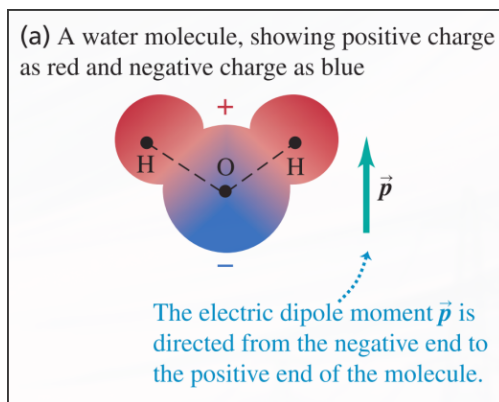 (a) A water molecule, showing positive charge
as red and negative charge as blue
+
H
O
H
p⃗
−
The electric dipole moment p⃗ is
directed from the negative end to
the positive end of the molecule.